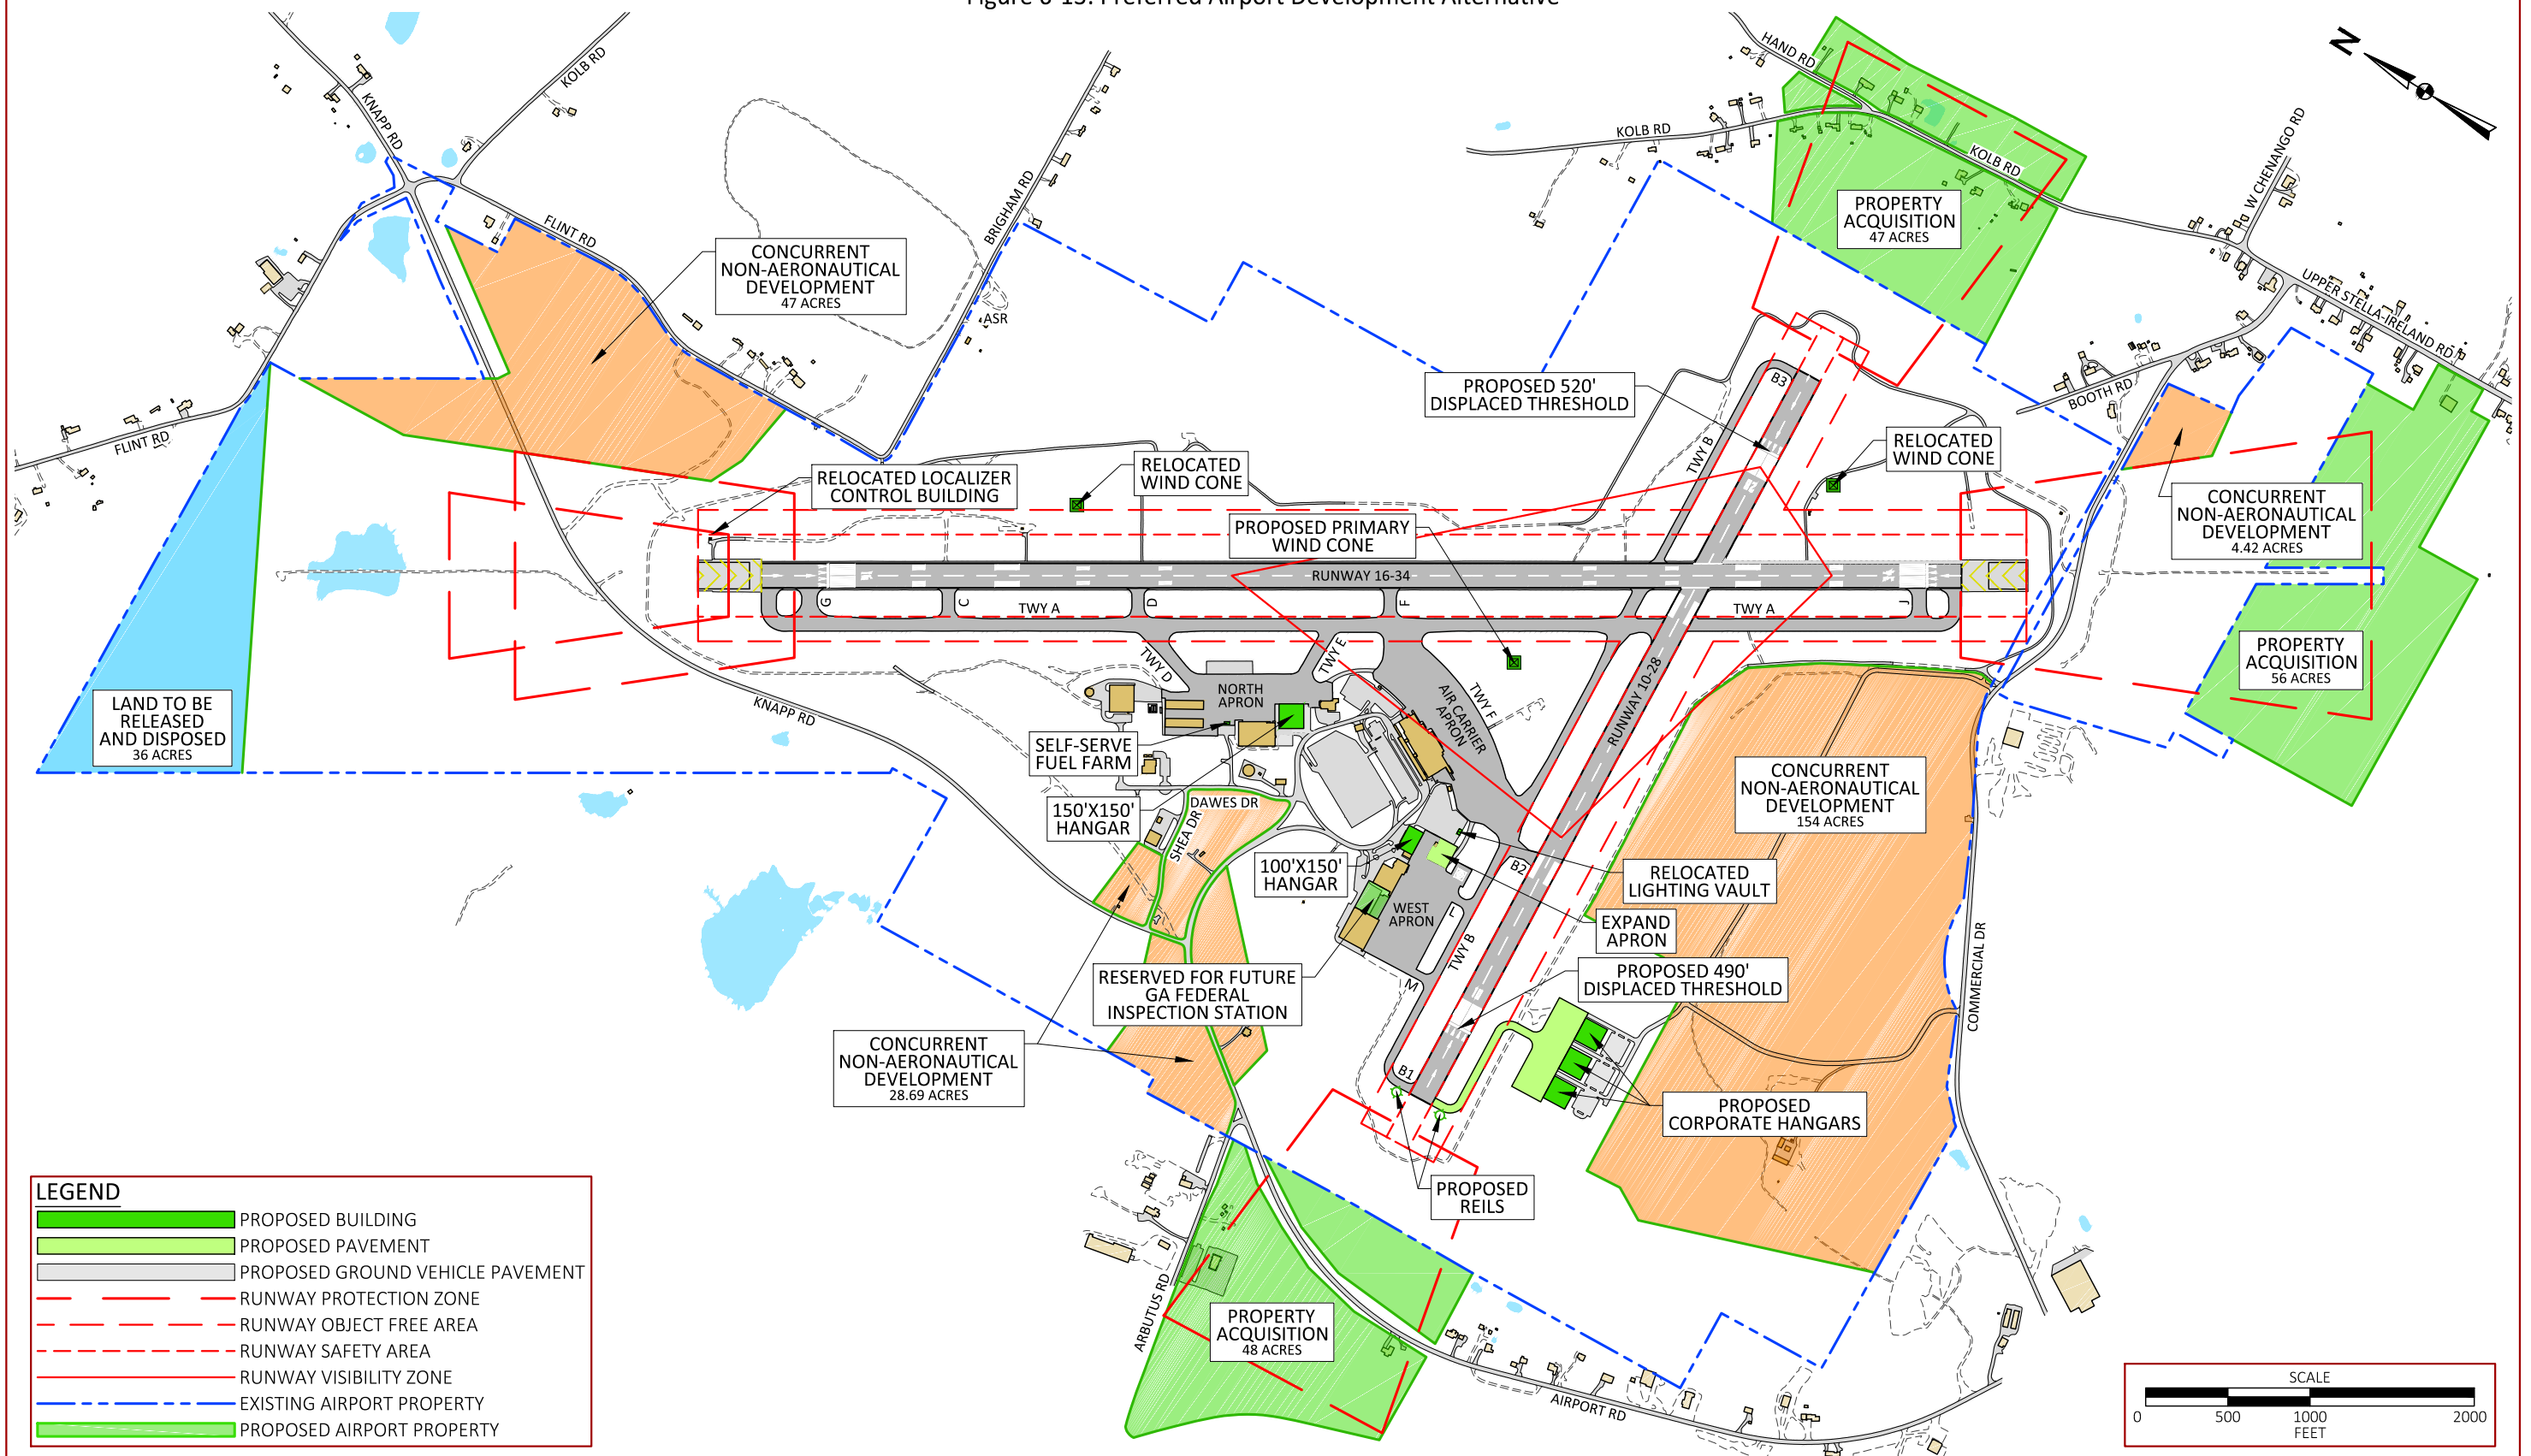 Figure 6-13: Preferred Airport Development Alternative
N
HAND RD
KOLB RD
KNAPP RD
KOLB RD
KOLB RD
W CHENANGO RD
BRIGHAM RD
FLINT RD
PROPERTY
ACQUISITION
47 ACRES
CONCURRENT
NON-AERONAUTICAL
DEVELOPMENT
47 ACRES
UPPER STELLA-IRELAND RD
ASR
B3
PROPOSED 520'
DISPLACED THRESHOLD
BOOTH RD
FLINT RD
TWY B
RELOCATED
WIND CONE
RELOCATED
WIND CONE
RELOCATED LOCALIZER
CONTROL BUILDING
CONCURRENT
NON-AERONAUTICAL
DEVELOPMENT
4.42 ACRES
PROPOSED PRIMARY
WIND CONE
RUNWAY 16-34
G
C
TWY A
D
F
TWY A
J
PROPERTY
ACQUISITION
56 ACRES
TWY D
TWY E
NORTH
APRON
TWY F
AIR CARRIER
APRON
RUNWAY 10-28
LAND TO BE
RELEASED
AND DISPOSED
36 ACRES
KNAPP RD
SELF-SERVE
FUEL FARM
CONCURRENT
NON-AERONAUTICAL
DEVELOPMENT
154 ACRES
150'X150'
HANGAR
DAWES DR
SHEA DR
100'X150'
HANGAR
B2
RELOCATED
LIGHTING VAULT
WEST
APRON
L
EXPAND
APRON
TWY B
COMMERCIAL DR
RESERVED FOR FUTURE
GA FEDERAL
INSPECTION STATION
M
PROPOSED 490'
DISPLACED THRESHOLD
CONCURRENT
NON-AERONAUTICAL
DEVELOPMENT
28.69 ACRES
B1
PROPOSED
CORPORATE HANGARS
PROPOSED
REILS
ARBUTUS RD
PROPERTY
ACQUISITION
48 ACRES
AIRPORT RD
LEGEND
PROPOSED BUILDING
PROPOSED PAVEMENT
PROPOSED GROUND VEHICLE PAVEMENT
RUNWAY PROTECTION ZONE
RUNWAY OBJECT FREE AREA
RUNWAY SAFETY AREA
RUNWAY VISIBILITY ZONE
EXISTING AIRPORT PROPERTY
PROPOSED AIRPORT PROPERTY
SCALE
0 500 1000 2000
FEET